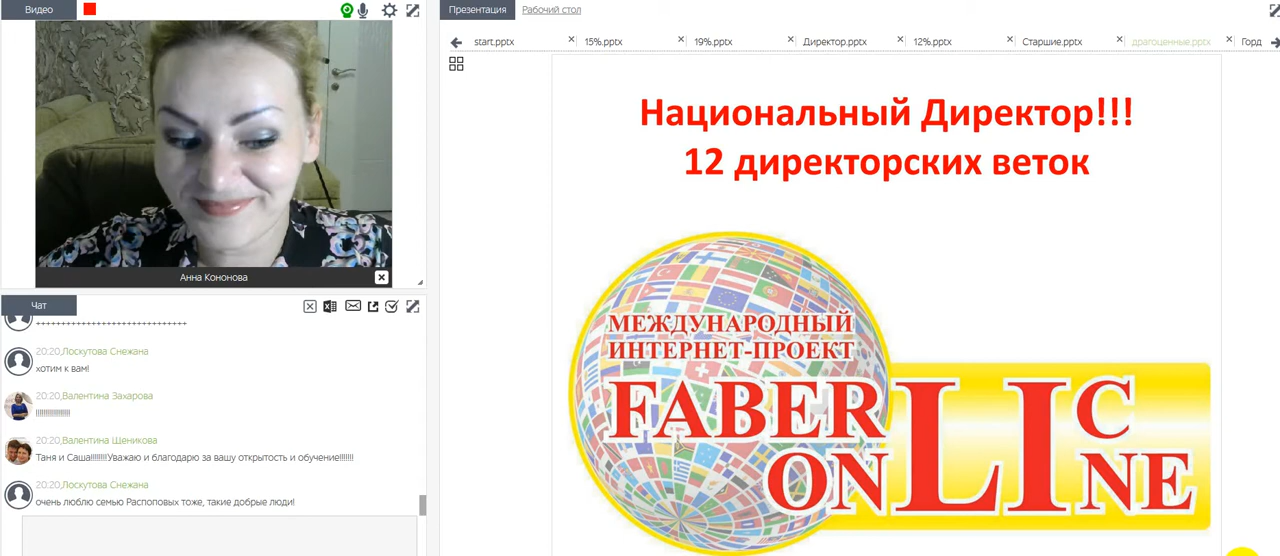 Видео
Презентация
Рабочий стол
start.pptx
15%.pptx
19%.pptx
Директор.pptx
12%.pptx
Старшие.pptx
драгоценные.pptx
Горд
Анна Кононова
Чат
++++++++++++++++++++++++++++++
20:20,Лоскутова Снежана
хотим к вам!
20:20,Валентина Захарова
!!!!!!!!!!!!!!!!!!
20:20,Валентина Щеникова
Таня и Саша!!!!!!!!Уважаю и благодарю за вашу открытость и обучение!!!!!!!
20:20,Лоскутова Снежана
очень люблю семью Распоповых тоже, такие добрые люди!
Национальный Директор!!!
12 директорских веток
МЕЖДУНАРОДНЫЙ
ИНТЕРНЕТ-ПРОЕКТ
FABERLIC
ONLINE